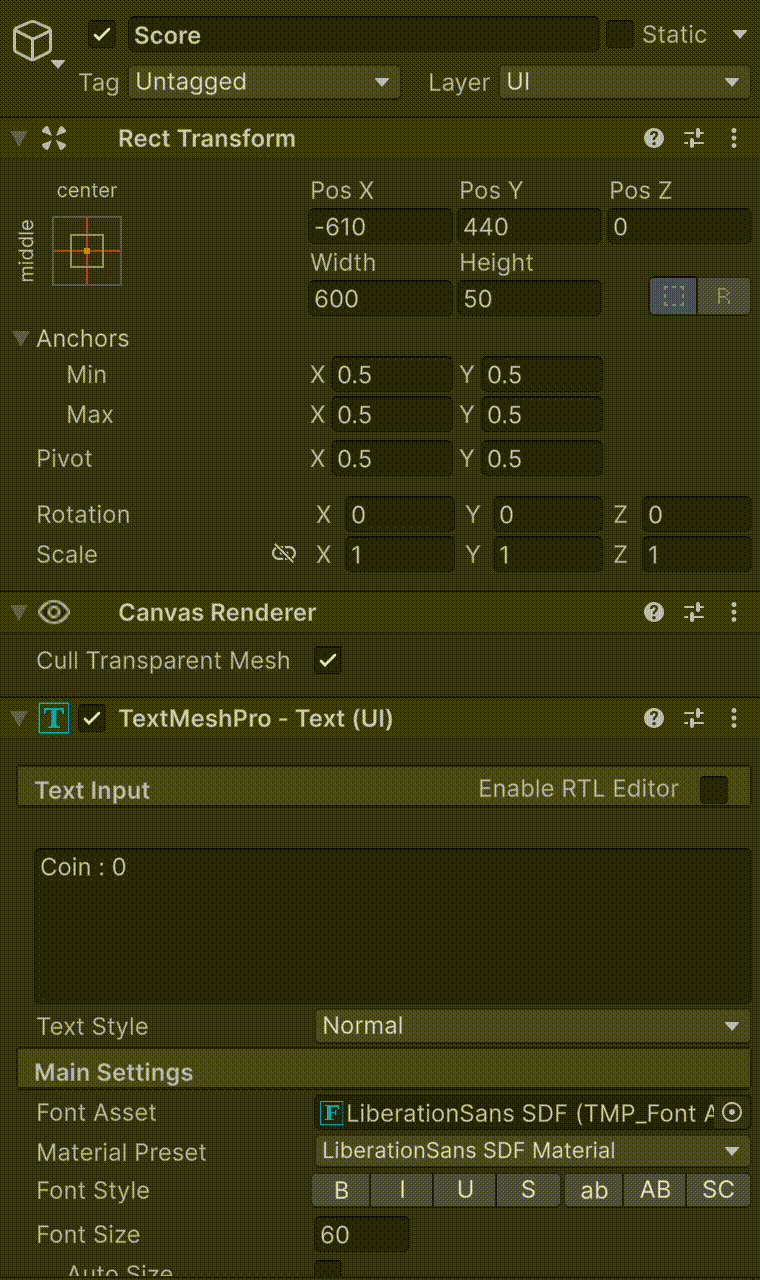 Score Static
Tag Untagged Layer UI
Rect Transform
center Pos X Pos Y Pos Z
middle -610 440 0
Width Height
600 50 R
Anchors
Min X 0.5 Y 0.5
Max X 0.5 Y 0.5
Pivot X 0.5 Y 0.5
Rotation X 0 Y 0 Z 0
Scale X 1 Y 1 Z 1
Canvas Renderer
Cull Transparent Mesh
T TextMeshPro - Text (UI)
Text Input Enable RTL Editor
Coin : 0
Text Style Normal
Main Settings
Font Asset F LiberationSans SDF (TMP_Font A
Material Preset LiberationSans SDF Material
Font Style B I U S ab AB SC
Font Size 60
Auto Size